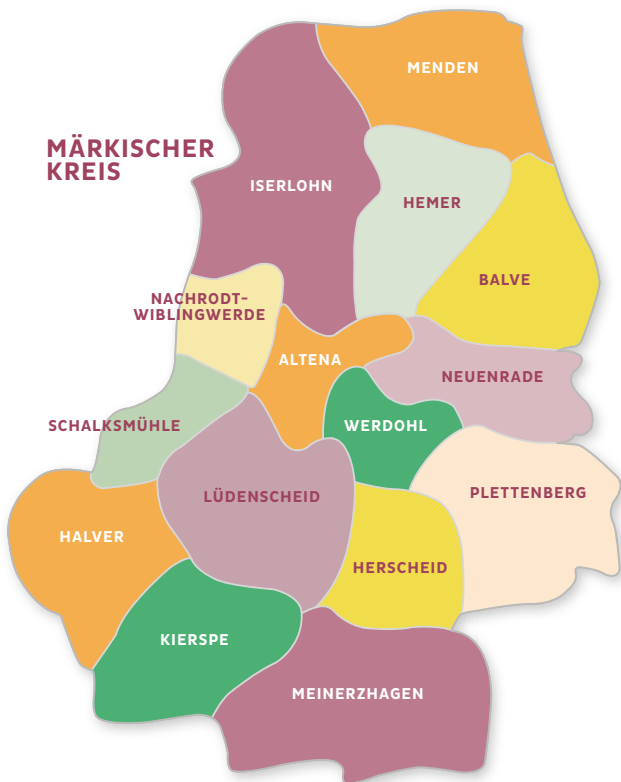 MENDEN
MÄRKISCHER
KREIS
ISERLOHN
HEMER
BALVE
NACHRODT-
WIBLINGWERDE
ALTENA
NEUENRADE
SCHALKSMÜHLE
WERDOHL
LÜDENSCHEID
PLETTENBERG
HALVER
HERSCHEID
KIERSPE
MEINERZHAGEN